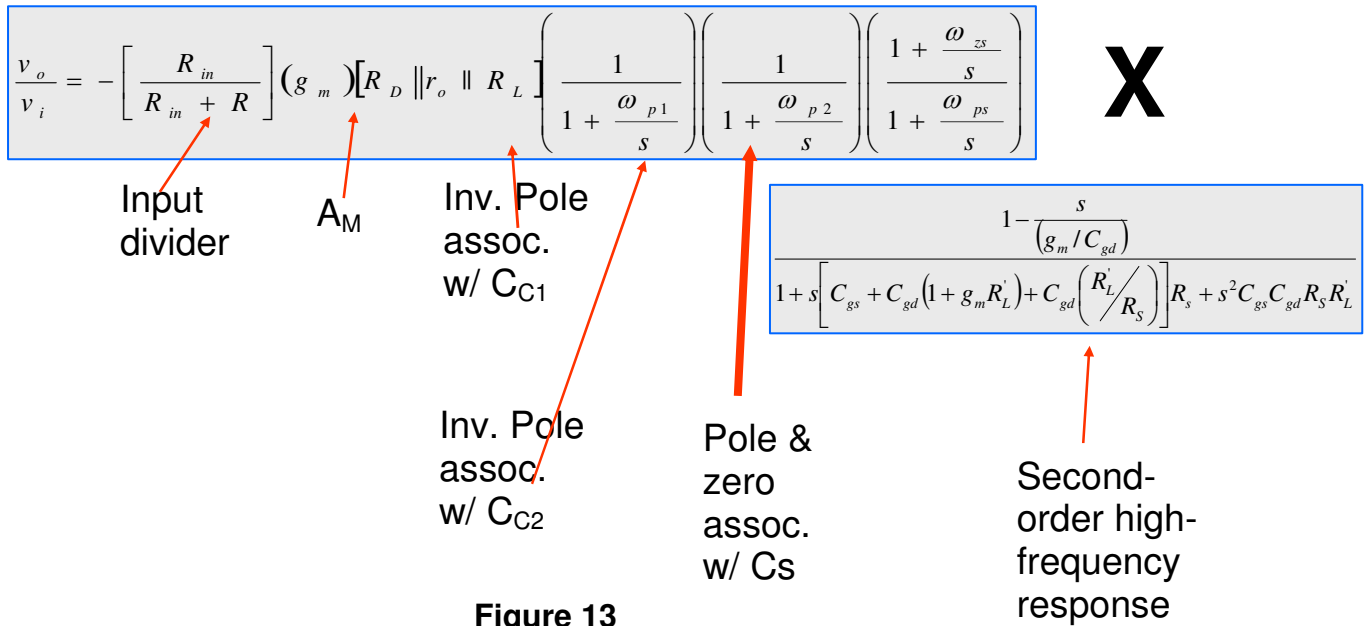 v_o / v_i = − [ R_in / (R_in + R) ] (g_m) [R_D || r_o || R_L] ( 1 / (1 + ω_p1 / s) ) ( 1 / (1 + ω_p2 / s) ) ( (1 + ω_zs / s) / (1 + ω_ps / s) ) X
(1 − s / (g_m / C_gd)) / (1 + s [ C_gs + C_gd (1 + g_m R'_L) + C_gd ( R'_L / R_S ) ] R_s + s² C_gs C_gd R_S R'_L)
Input
divider
A_M
Inv. Pole
assoc.
w/ C_C1
Inv. Pole
assoc.
w/ C_C2
Pole &
zero
assoc.
w/ Cs
Second-
order high-
frequency
response
Figure 13